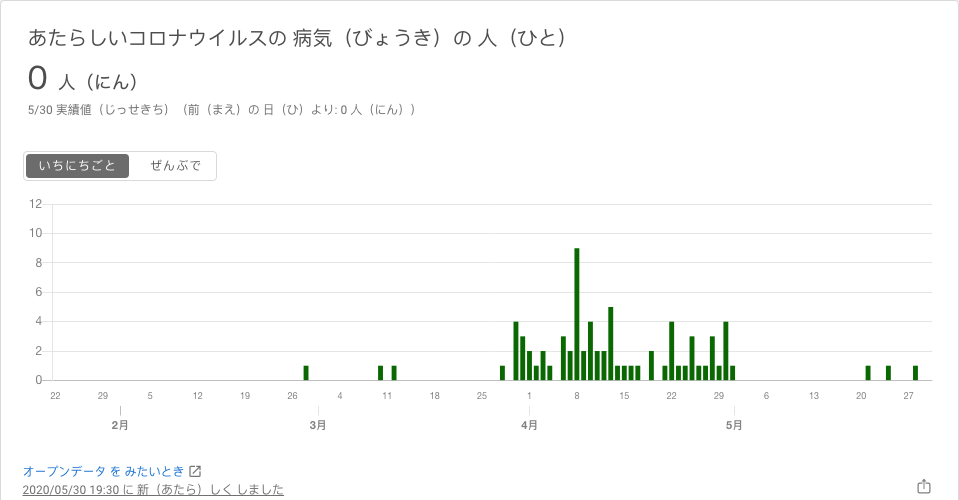 あたらしいコロナウイルスの 病気（びょうき）の 人（ひと）
0 人（にん）
5/30 実績値（じっせきち）（前（まえ）の 日（ひ）より: 0 人（にん））
いちにちごと ぜんぶで
12
10
8
6
4
2
0
22 29 5 12 19 26 4 11 18 25 1 8 15 22 29 6 13 20 27
2月 3月 4月 5月
オープンデータ を みたいとき
2020/05/30 19:30 に 新（あたら）しく しました